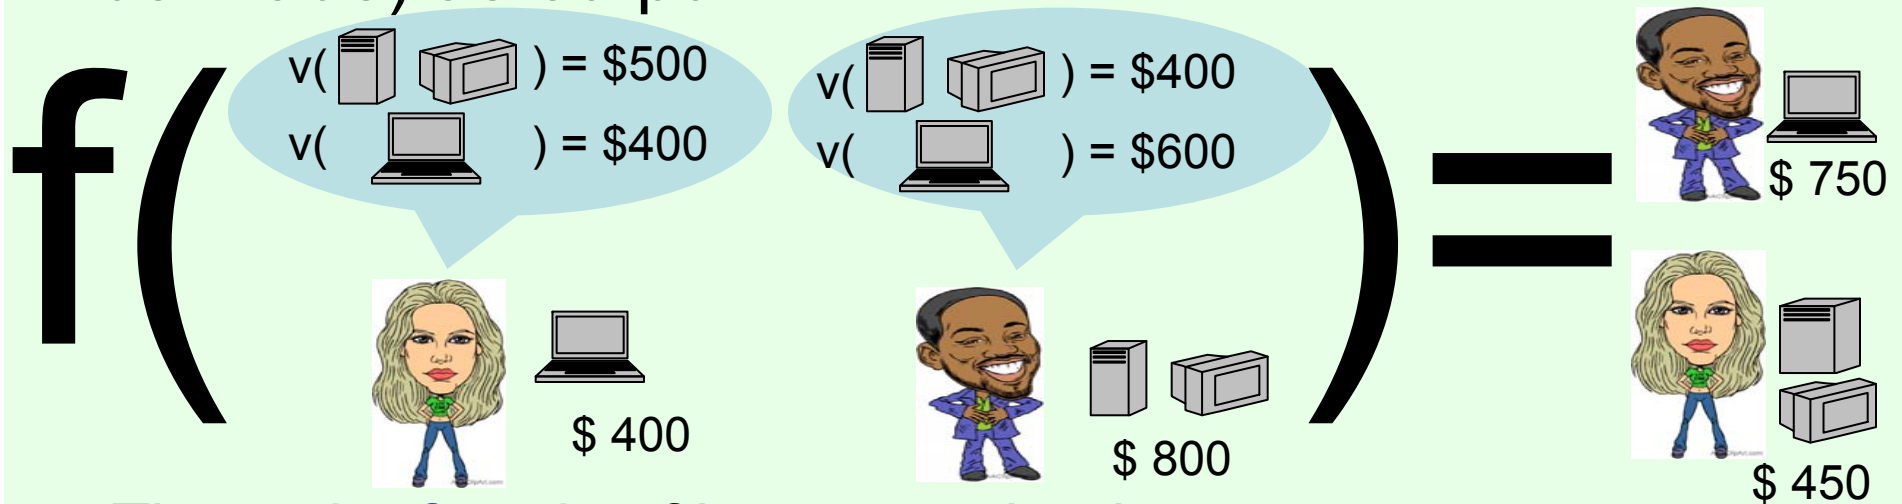 f(
v( ) = $500
v( ) = $400
v( ) = $400
v( ) = $600
) =
$ 400
$ 800
$ 750
$ 450